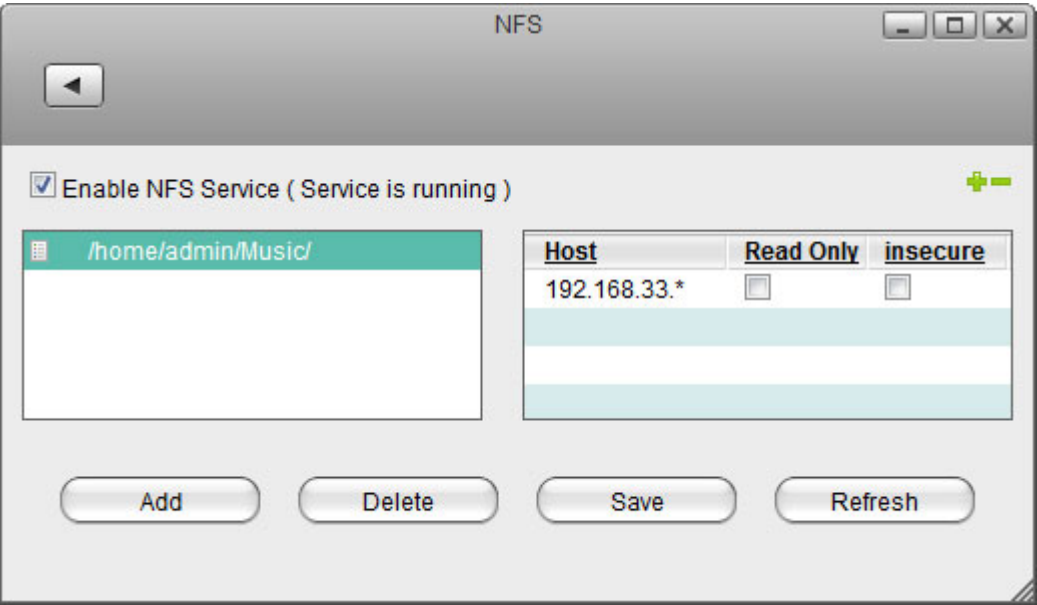 NFS
Enable NFS Service ( Service is running )
/home/admin/Music/
Host Read Only insecure
192.168.33.*
Add Delete Save Refresh